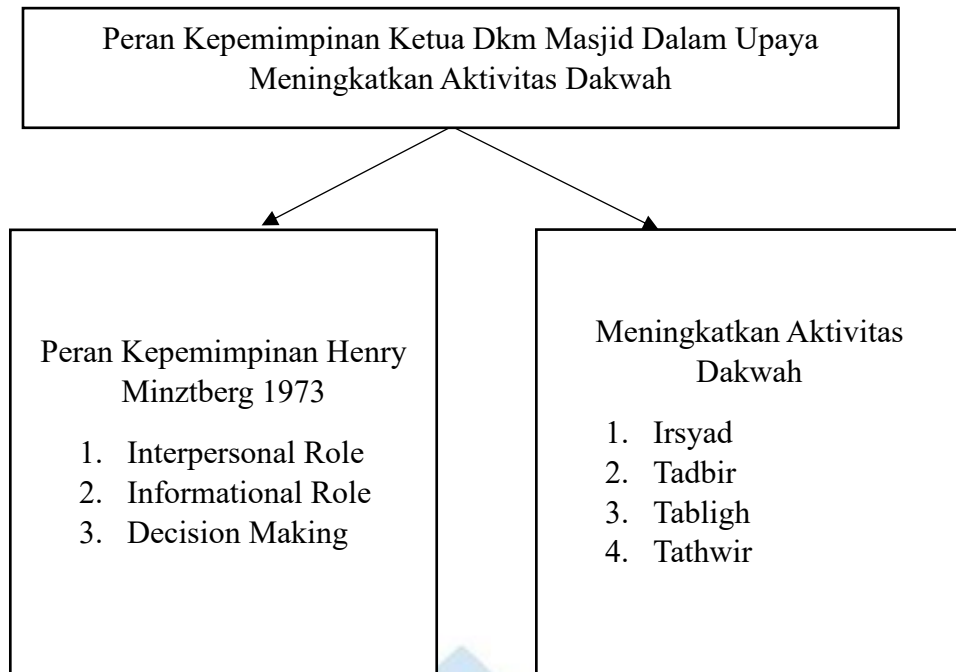 Peran Kepemimpinan Ketua Dkm Masjid Dalam Upaya
Meningkatkan Aktivitas Dakwah
Peran Kepemimpinan Henry
Minztberg 1973
1. Interpersonal Role
2. Informational Role
3. Decision Making
Meningkatkan Aktivitas
Dakwah
1. Irsyad
2. Tadbir
3. Tabligh
4. Tathwir